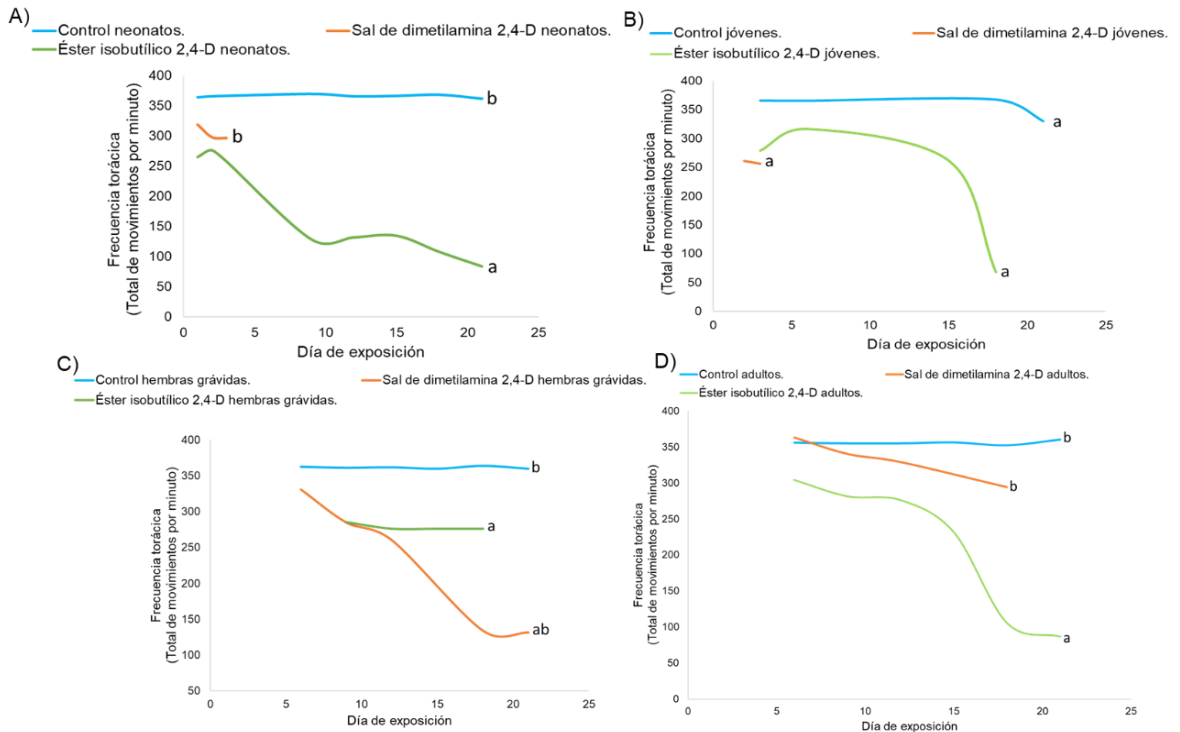 A)
Control neonatos.
Sal de dimetilamina 2,4-D neonatos.
Éster isobutílico 2,4-D neonatos.
Frecuencia torácica
(Total de movimientos por minuto)
400
350
300
250
200
150
100
50
0
b
b
a
0 5 10 15 20 25
Día de exposición
B)
Control jóvenes.
Sal de dimetilamina 2,4-D jóvenes.
Éster isobutílico 2,4-D jóvenes.
Frecuencia torácica
(Total de movimientos por minuto)
400
350
300
250
200
150
100
50
0
a
a
a
0 5 10 15 20 25
Día de exposición
C)
Control hembras grávidas.
Sal de dimetilamina 2,4-D hembras grávidas.
Éster isobutílico 2,4-D hembras grávidas.
Frecuencia torácica
(Total de movimientos por minuto)
400
350
300
250
200
150
100
50
b
a
ab
0 5 10 15 20 25
Día de exposición
D)
Control adultos.
Sal de dimetilamina 2,4-D adultos.
Éster isobutílico 2,4-D adultos.
Frecuencia torácica
(Total de movimientos por minuto)
400
350
300
250
200
150
100
50
0
b
b
a
0 5 10 15 20 25
Día de exposición